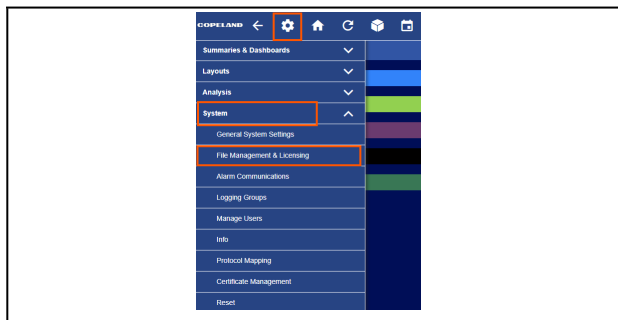 COPELAND
Summaries & Dashboards
Layouts
Analysis
System
General System Settings
File Management & Licensing
Alarm Communications
Logging Groups
Manage Users
Info
Protocol Mapping
Certificate Management
Reset